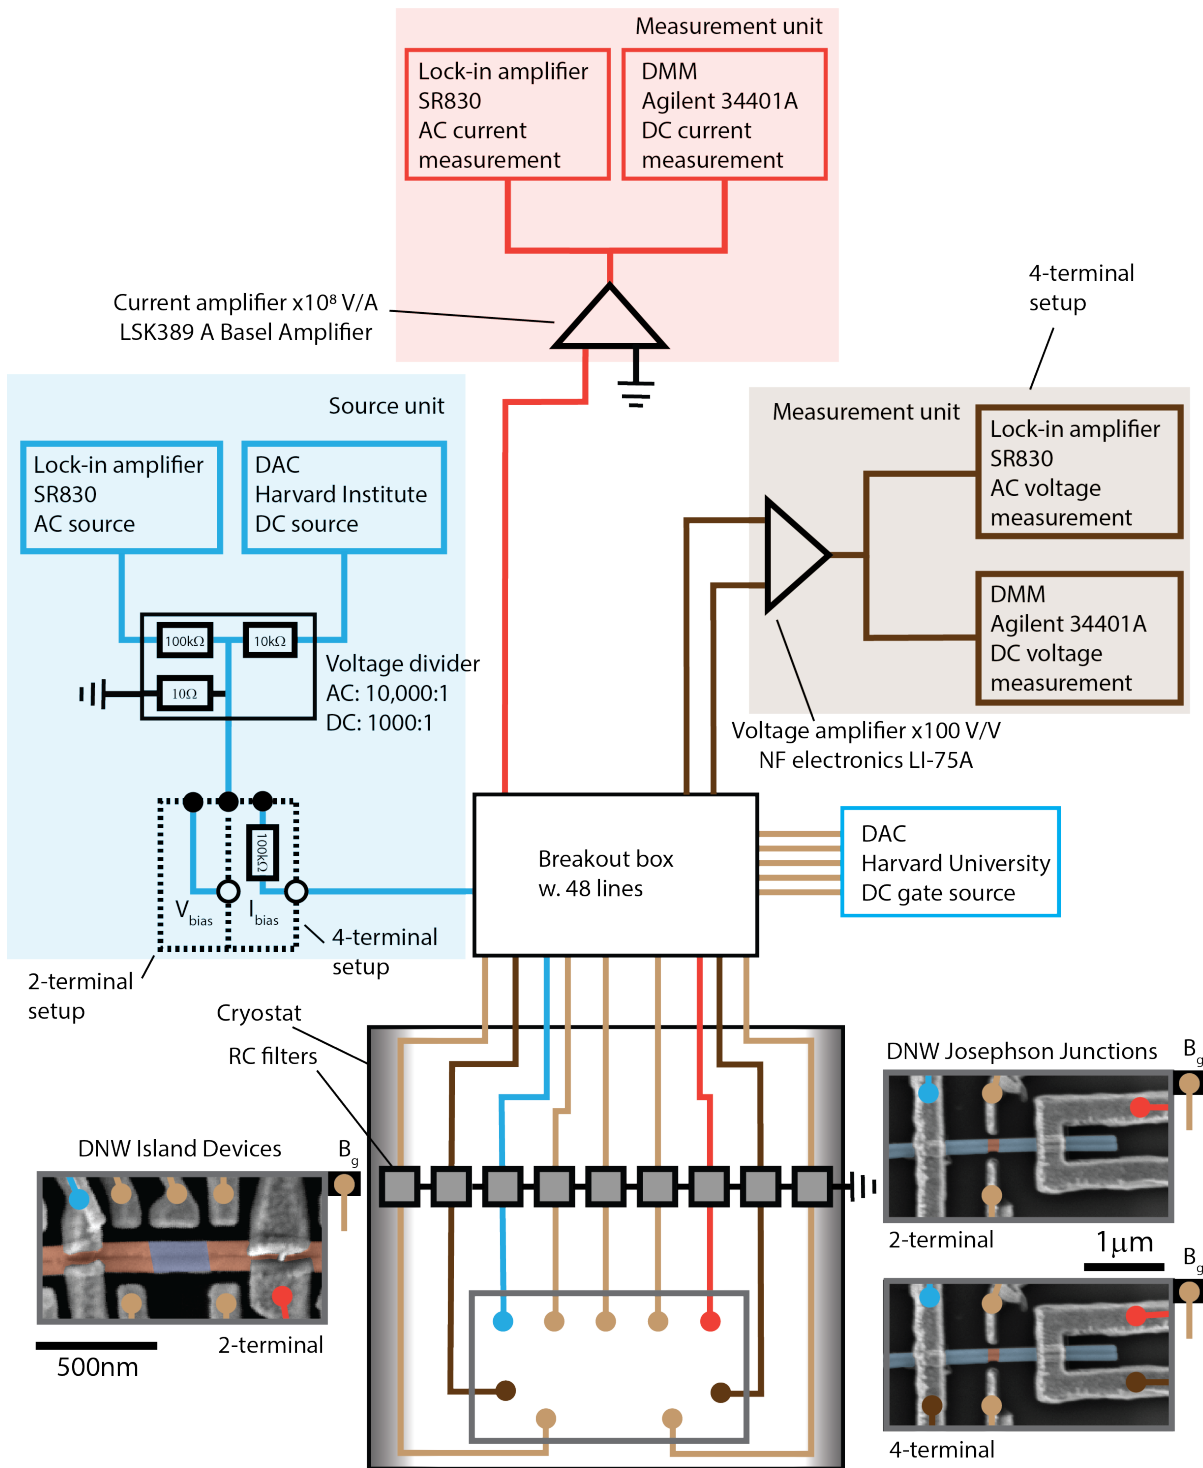 Measurement unit
Lock-in amplifier
SR830
AC current
measurement
DMM
Agilent 34401A
DC current
measurement
Current amplifier x10⁸ V/A
LSK389 A Basel Amplifier
4-terminal
setup
Source unit
Lock-in amplifier
SR830
AC source
DAC
Harvard Institute
DC source
100kΩ
10kΩ
10Ω
Voltage divider
AC: 10,000:1
DC: 1000:1
Measurement unit
Lock-in amplifier
SR830
AC voltage
measurement
DMM
Agilent 34401A
DC voltage
measurement
Voltage amplifier x100 V/V
NF electronics LI-75A
100kΩ
Vbias
Ibias
4-terminal
setup
2-terminal
setup
Breakout box
w. 48 lines
DAC
Harvard University
DC gate source
Cryostat
RC filters
DNW Island Devices
Bg
2-terminal
500nm
DNW Josephson Junctions
Bg
2-terminal
1μm
Bg
4-terminal